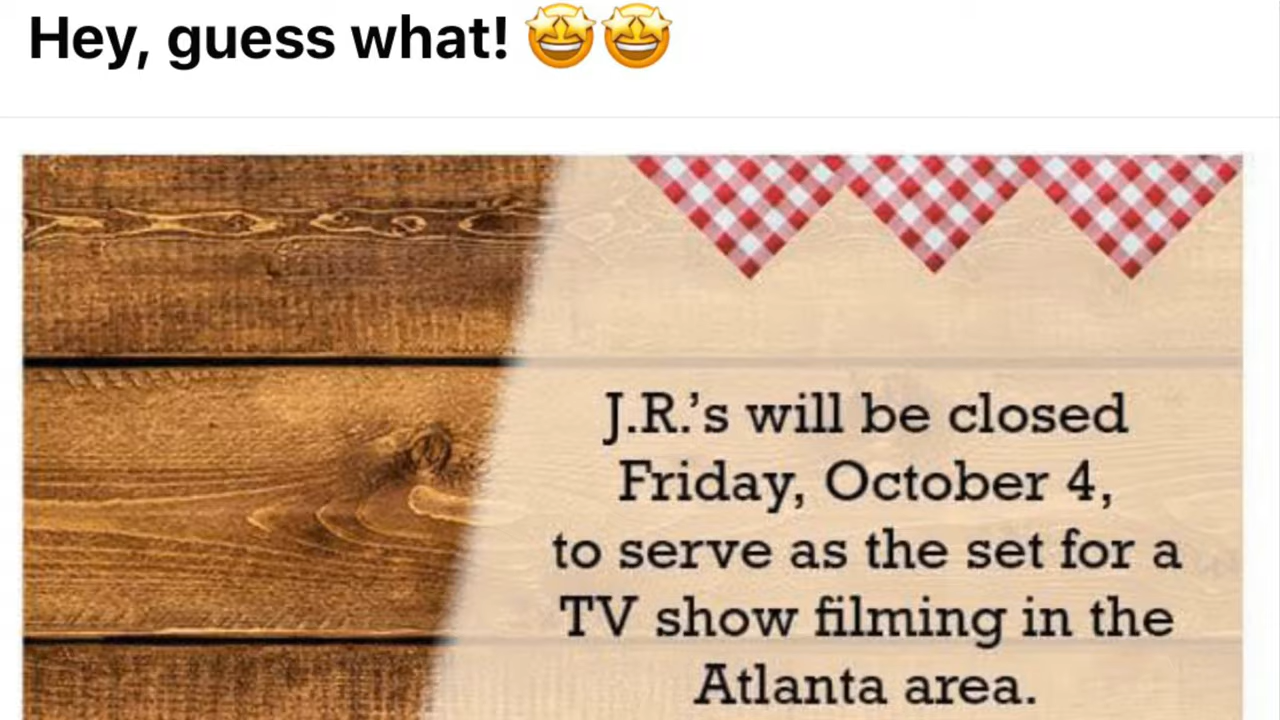 Hey, guess what! 🤩🤩
J.R.’s will be closed
Friday, October 4,
to serve as the set for a
TV show filming in the
Atlanta area.